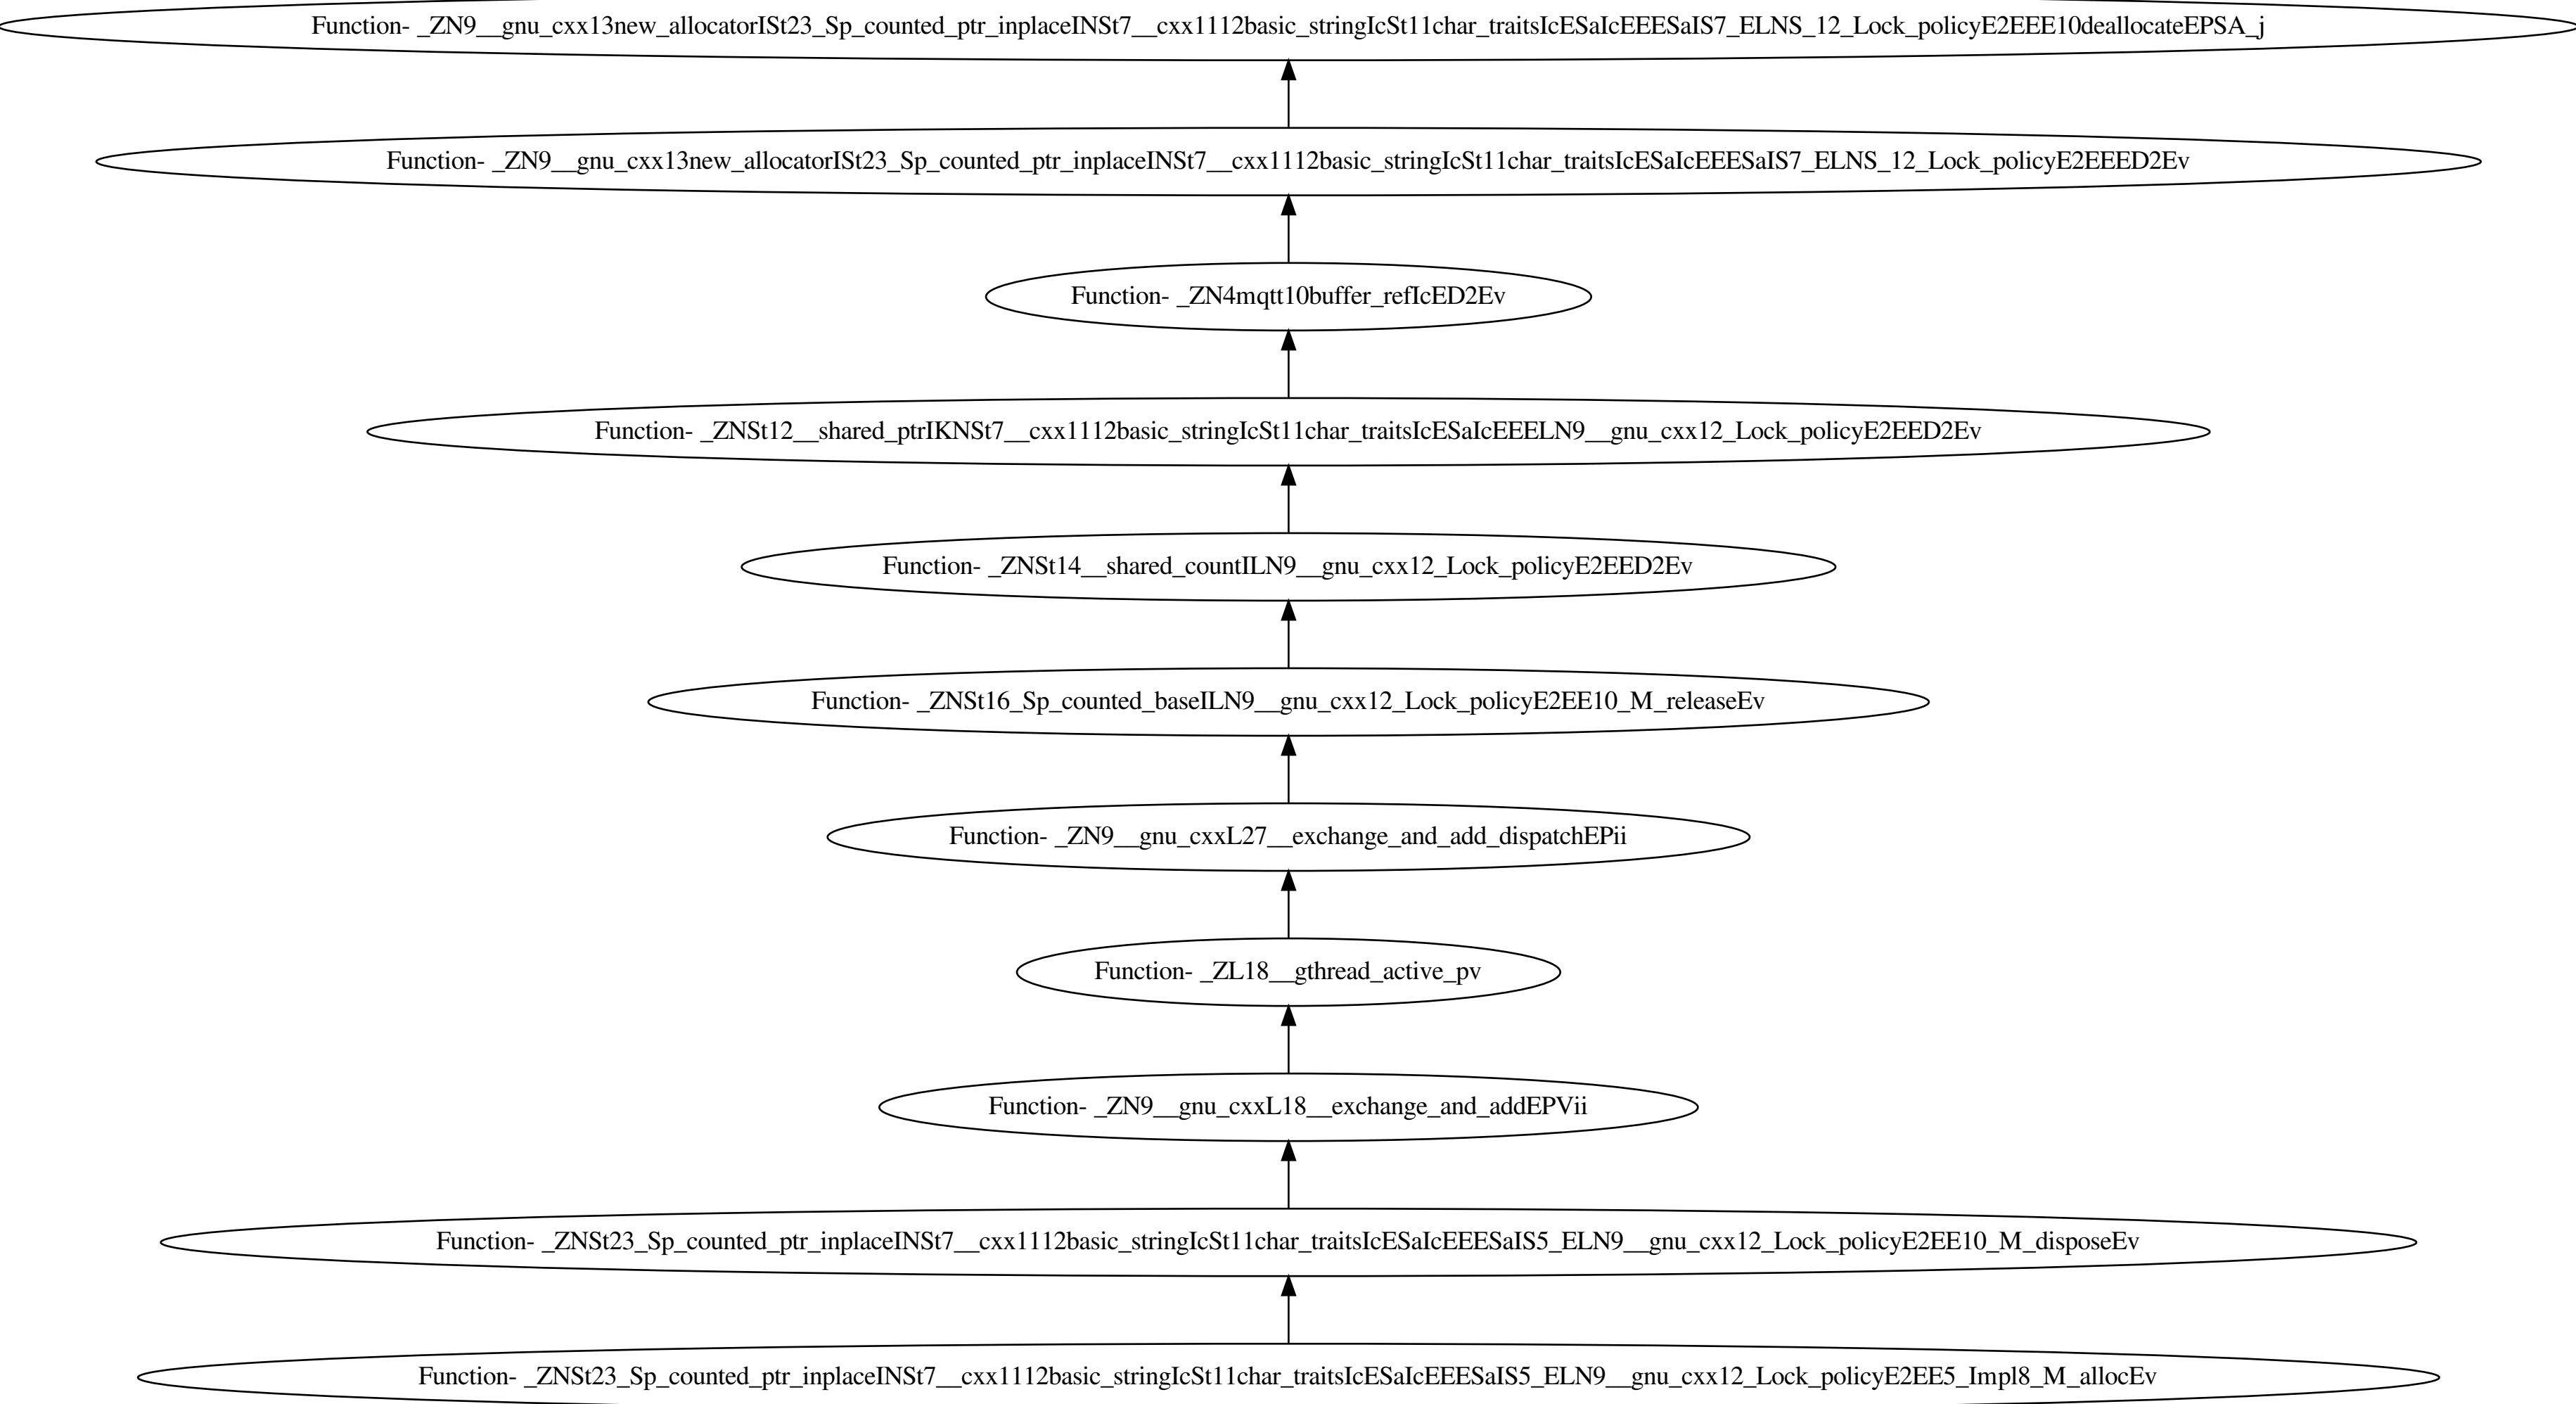 Function- _ZN9__gnu_cxx13new_allocatorISt23_Sp_counted_ptr_inplaceINSt7__cxx1112basic_stringIcSt11char_traitsIcESaIcEEESaIS7_ELNS_12_Lock_policyE2EEE10deallocateEPSA_j
Function- _ZN9__gnu_cxx13new_allocatorISt23_Sp_counted_ptr_inplaceINSt7__cxx1112basic_stringIcSt11char_traitsIcESaIcEEESaIS7_ELNS_12_Lock_policyE2EEED2Ev
Function- _ZN4mqtt10buffer_refIcED2Ev
Function- _ZNSt12__shared_ptrIKNSt7__cxx1112basic_stringIcSt11char_traitsIcESaIcEEELN9__gnu_cxx12_Lock_policyE2EED2Ev
Function- _ZNSt14__shared_countILN9__gnu_cxx12_Lock_policyE2EED2Ev
Function- _ZNSt16_Sp_counted_baseILN9__gnu_cxx12_Lock_policyE2EE10_M_releaseEv
Function- _ZN9__gnu_cxxL27__exchange_and_add_dispatchEPii
Function- _ZL18__gthread_active_pv
Function- _ZN9__gnu_cxxL18__exchange_and_addEPVii
Function- _ZNSt23_Sp_counted_ptr_inplaceINSt7__cxx1112basic_stringIcSt11char_traitsIcESaIcEEESaIS5_ELN9__gnu_cxx12_Lock_policyE2EE10_M_disposeEv
Function- _ZNSt23_Sp_counted_ptr_inplaceINSt7__cxx1112basic_stringIcSt11char_traitsIcESaIcEEESaIS5_ELN9__gnu_cxx12_Lock_policyE2EE5_Impl8_M_allocEv